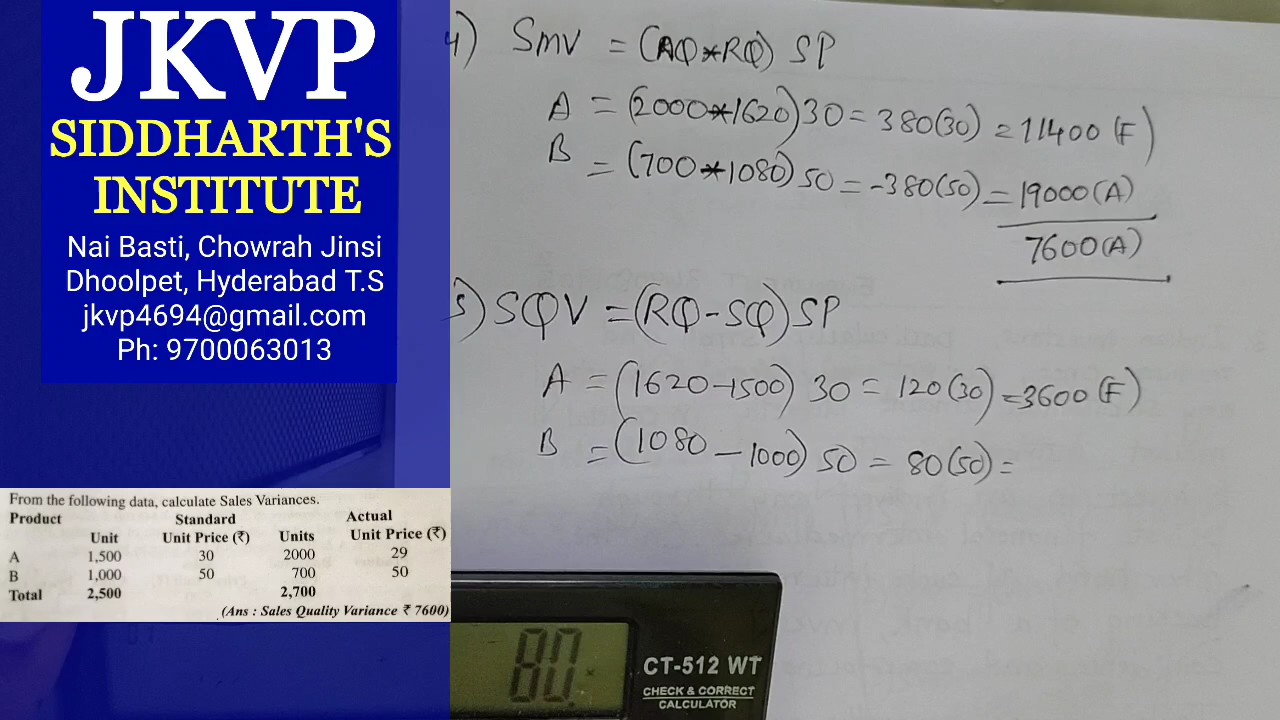 JKVP
SIDDHARTH'S
INSTITUTE
Nai Basti, Chowrah Jinsi
Dhoolpet, Hyderabad T.S
jkvp4694@gmail.com
Ph: 9700063013
From the following data, calculate Sales Variances.
Product Standard Actual
Unit Unit Price (₹) Units Unit Price (₹)
A 1,500 30 2000 29
B 1,000 50 700 50
Total 2,500 2,700
(Ans : Sales Quality Variance ₹ 7600)
4) SMV = (AQ*RQ) SP
A = (2000*1620)30 = 380(30) = 11400 (F)
B = (700*1080)50 = -380(50) = 19000(A)
7600(A)
5) SQV = (RQ-SQ)SP
A = (1620-1500) 30 = 120(30) = 3600 (F)
B = (1080-1000) 50 = 80(50) =
80.
CT-512 WT
CHECK & CORRECT
CALCULATOR